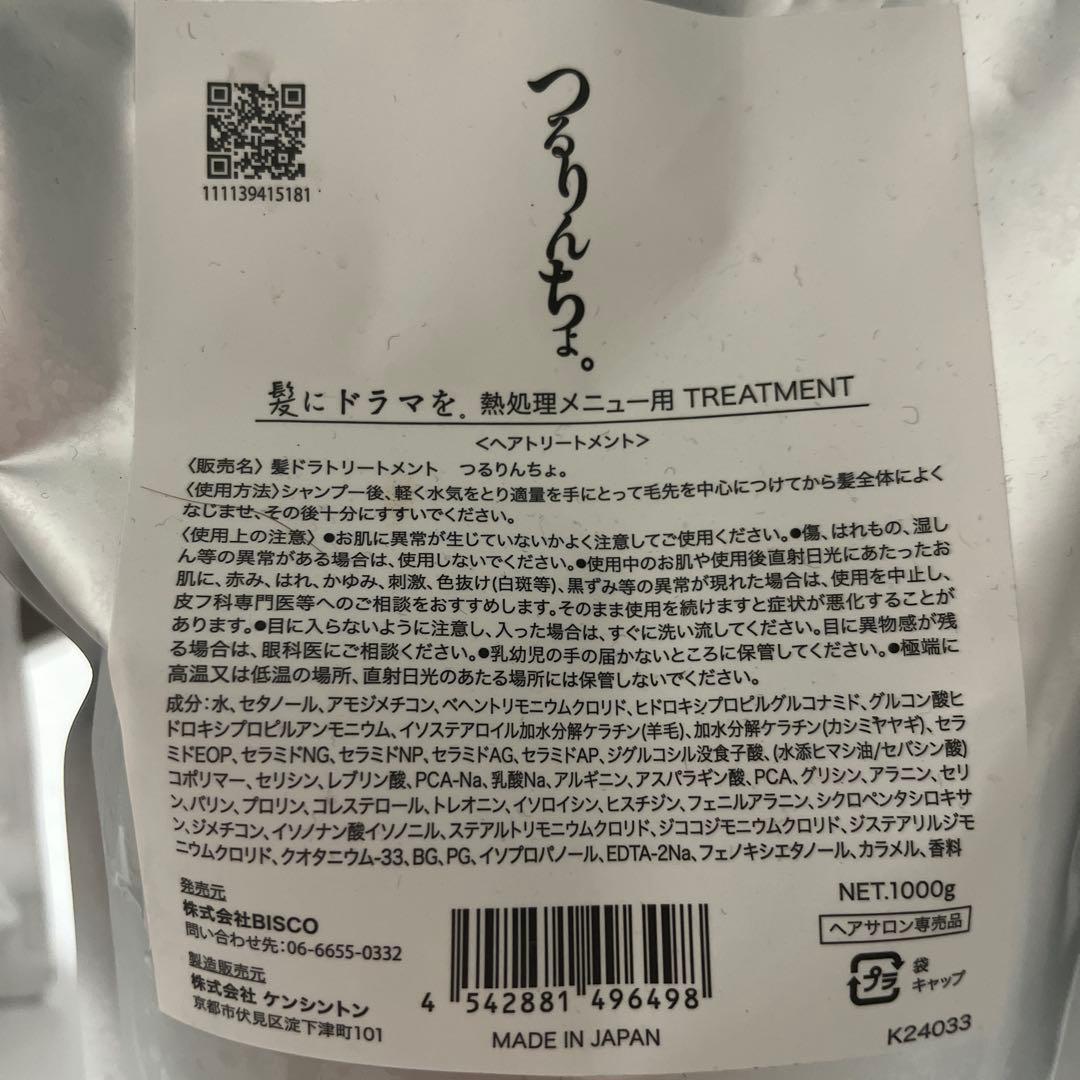 111139415181
つるりんちょ。
髪にドラマを。熱処理メニュー用 TREATMENT
<ヘアトリートメント>
〈販売名〉髪ドラトリートメント　つるりんちょ。
〈使用方法〉シャンプー後、軽く水気をとり適量を手にとって毛先を中心につけてから髪全体によく
なじませ、その後十分にすすいでください。
〈使用上の注意〉●お肌に異常が生じていないかよく注意してご使用ください。●傷、はれもの、湿し
ん等の異常がある場合は、使用しないでください。●使用中のお肌や使用後直射日光にあたったお
肌に、赤み、はれ、かゆみ、刺激、色抜け(白斑等)、黒ずみ等の異常が現れた場合は、使用を中止し、
皮フ科専門医等へのご相談をおすすめします。そのまま使用を続けますと症状が悪化することが
あります。●目に入らないように注意し、入った場合は、すぐに洗い流してください。目に異物感が残
る場合は、眼科医にご相談ください。●乳幼児の手の届かないところに保管してください。●極端に
高温又は低温の場所、直射日光のあたる場所には保管しないでください。
成分：水、セタノール、アモジメチコン、ベヘントリモニウムクロリド、ヒドロキシプロピルグルコナミド、グルコン酸ヒ
ドロキシプロピルアンモニウム、イソステアロイル加水分解ケラチン(羊毛)、加水分解ケラチン(カシミヤヤギ)、セラ
ミドEOP、セラミドNG、セラミドNP、セラミドAG、セラミドAP、ジグルコシル没食子酸、(水添ヒマシ油/セバシン酸)
コポリマー、セリシン、レブリン酸、PCA-Na、乳酸Na、アルギニン、アスパラギン酸、PCA、グリシン、アラニン、セリ
ン、バリン、プロリン、コレステロール、トレオニン、イソロイシン、ヒスチジン、フェニルアラニン、シクロペンタシロキサ
ン、ジメチコン、イソノナン酸イソノニル、ステアルトリモニウムクロリド、ジココジモニウムクロリド、ジステアリルジモ
ニウムクロリド、クオタニウム-33、BG、PG、イソプロパノール、EDTA-2Na、フェノキシエタノール、カラメル、香料
発売元
株式会社BISCO
問い合わせ先：06-6655-0332
製造販売元
株式会社 ケンシントン
京都市伏見区淀下津町101
4 542881 496498
MADE IN JAPAN
NET.1000g
ヘアサロン専売品
プラ
袋
キャップ
K24033